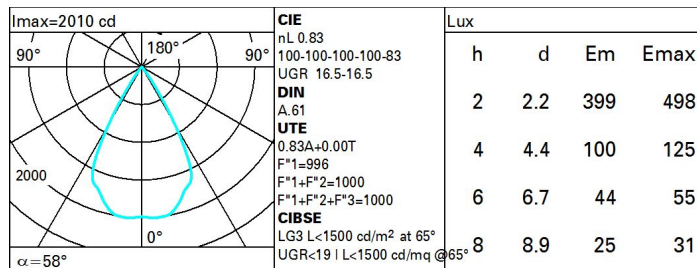 Imax=2010 cd
90°
180°
90°
2000
0°
α=58°
CIE
nL 0.83
100-100-100-100-83
UGR 16.5-16.5
DIN
A.61
UTE
0.83A+0.00T
F"1=996
F"1+F"2=1000
F"1+F"2+F"3=1000
CIBSE
LG3 L<1500 cd/m² at 65°
UGR<19 | L<1500 cd/mq @65°
Lux
h d Em Emax
2 2.2 399 498
4 4.4 100 125
6 6.7 44 55
8 8.9 25 31